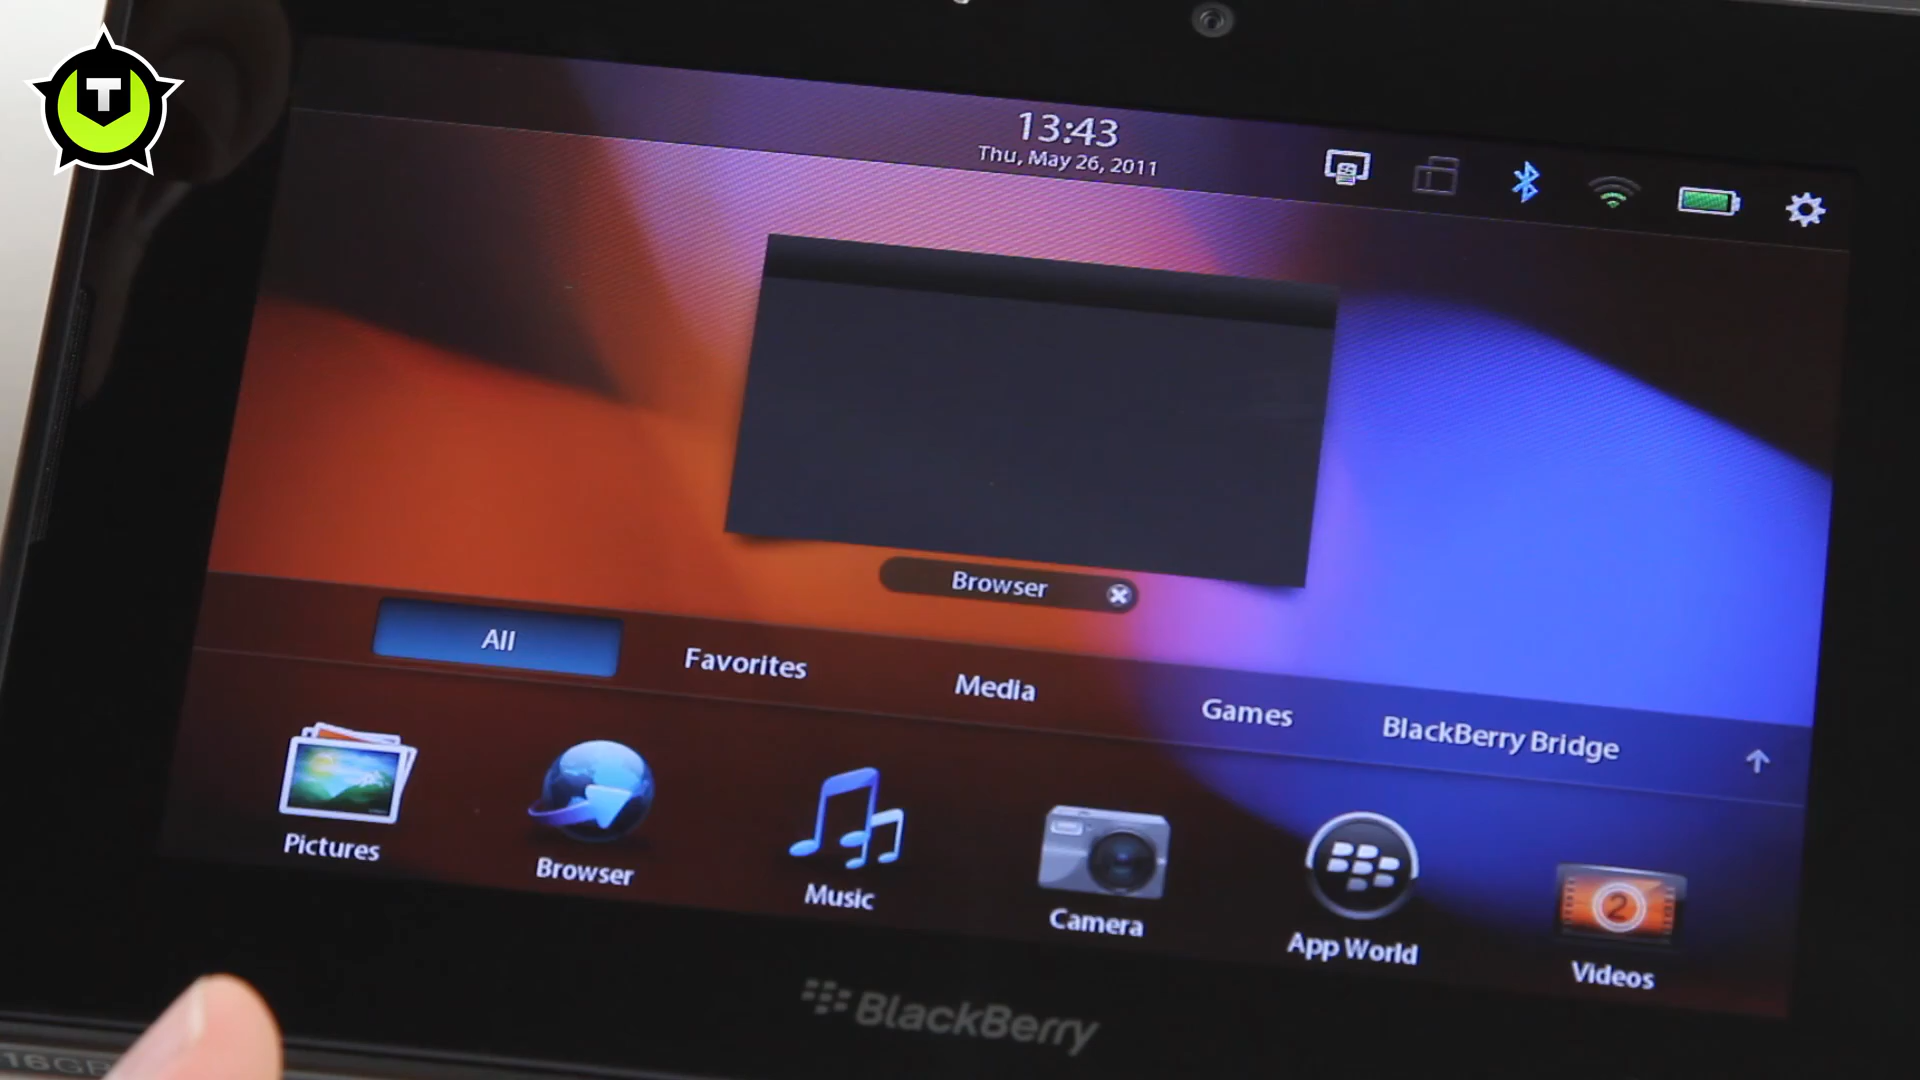 T
13:43
Thu, May 26, 2011
Browser
All
Favorites
Media
Games
BlackBerry Bridge
Pictures
Browser
Music
Camera
App World
2
Videos
BlackBerry
16GB